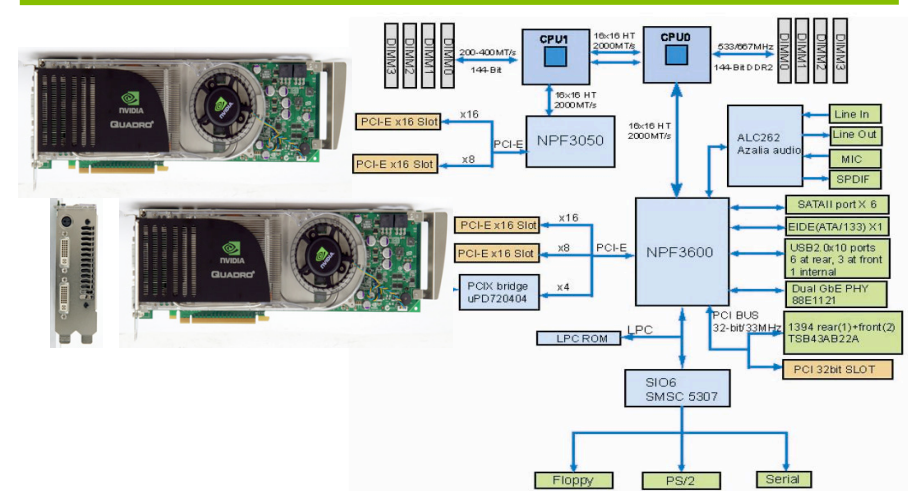 NVIDIA
QUADRO
NVIDIA
QUADRO
DIMM3
DIMM2
DIMM1
DIMM0
200-400MT/s
144-Bit
CPU1
16x16 HT
2000MT/s
CPU0
533/667MHz
144-Bit DDR2
DIMM0
DIMM1
DIMM2
DIMM3
16x16 HT
2000MT/s
PCI-E x16 Slot
x16
PCI-E x16 Slot
x8
PCI-E
NPF3050
16x16 HT
2000MT/s
ALC262
Azalia audio
Line In
Line Out
MIC
SPDIF
PCI-E x16 Slot
x16
PCI-E x16 Slot
x8
PCI-E
PCIX bridge
uPD720404
x4
NPF3600
SATAII port X 6
EIDE(ATA/133) X1
USB2.0x10 ports
6 at rear, 3 at front
1 internal
Dual GbE PHY
88E1121
PCI BUS
32-bit/33MHz
1394 rear(1)+front(2)
TSB43AB22A
PCI 32bit SLOT
LPC ROM
LPC
SIO6
SMSC 5307
Floppy
PS/2
Serial